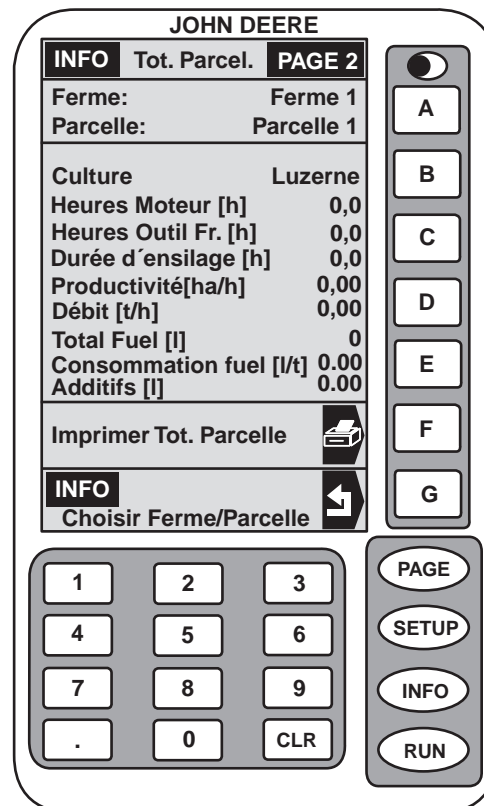 JOHN DEERE
INFO Tot. Parcel. PAGE 2
Ferme: Ferme 1
Parcelle: Parcelle 1
Culture Luzerne
Heures Moteur [h] 0,0
Heures Outil Fr. [h] 0,0
Durée d´ensilage [h] 0,0
Productivité[ha/h] 0,00
Débit [t/h] 0,00
Total Fuel [l] 0
Consommation fuel [l/t] 0.00
Additifs [l] 0.00
Imprimer Tot. Parcelle
INFO
Choisir Ferme/Parcelle
A
B
C
D
E
F
G
1 2 3
4 5 6
7 8 9
. 0 CLR
PAGE
SETUP
INFO
RUN